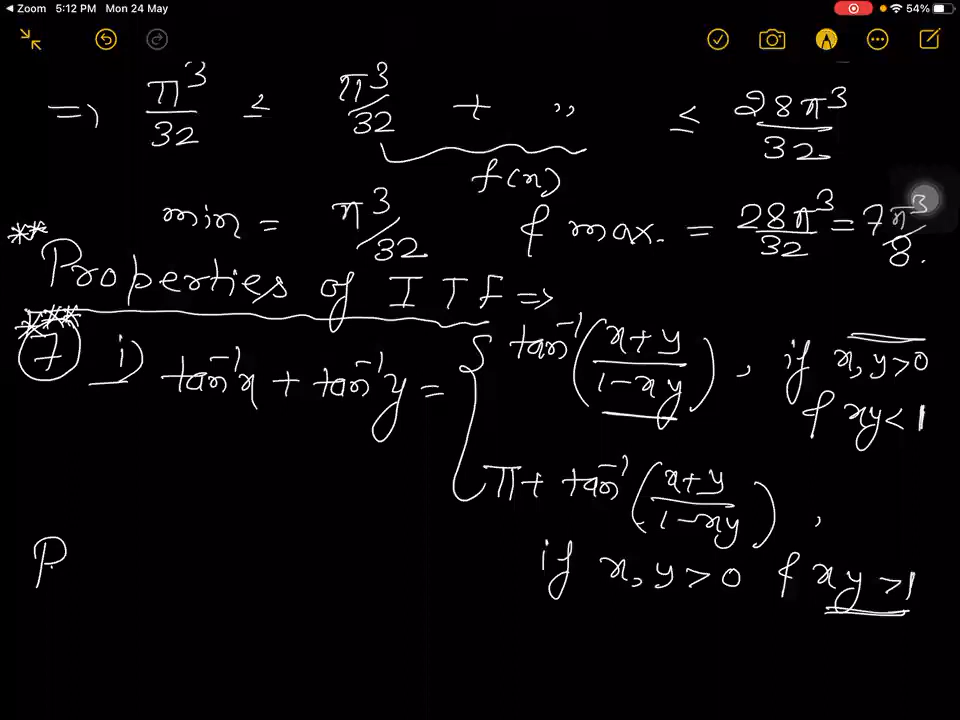 Zoom 5:12 PM Mon 24 May 54%
=) π³/32 ≤ π³/32 + ,, ≤ 28π³/32
f(x)
min = π³/32 & max. = 28π³/32 = 7π³/8.
** Properties of ITF =>
*** ⑦ i) tan⁻¹x + tan⁻¹y = { tan⁻¹((x+y)/(1-xy)), if x, y>0
& xy<1
π+ tan⁻¹((x+y)/(1-xy)),
if x, y>0 & xy>1
P